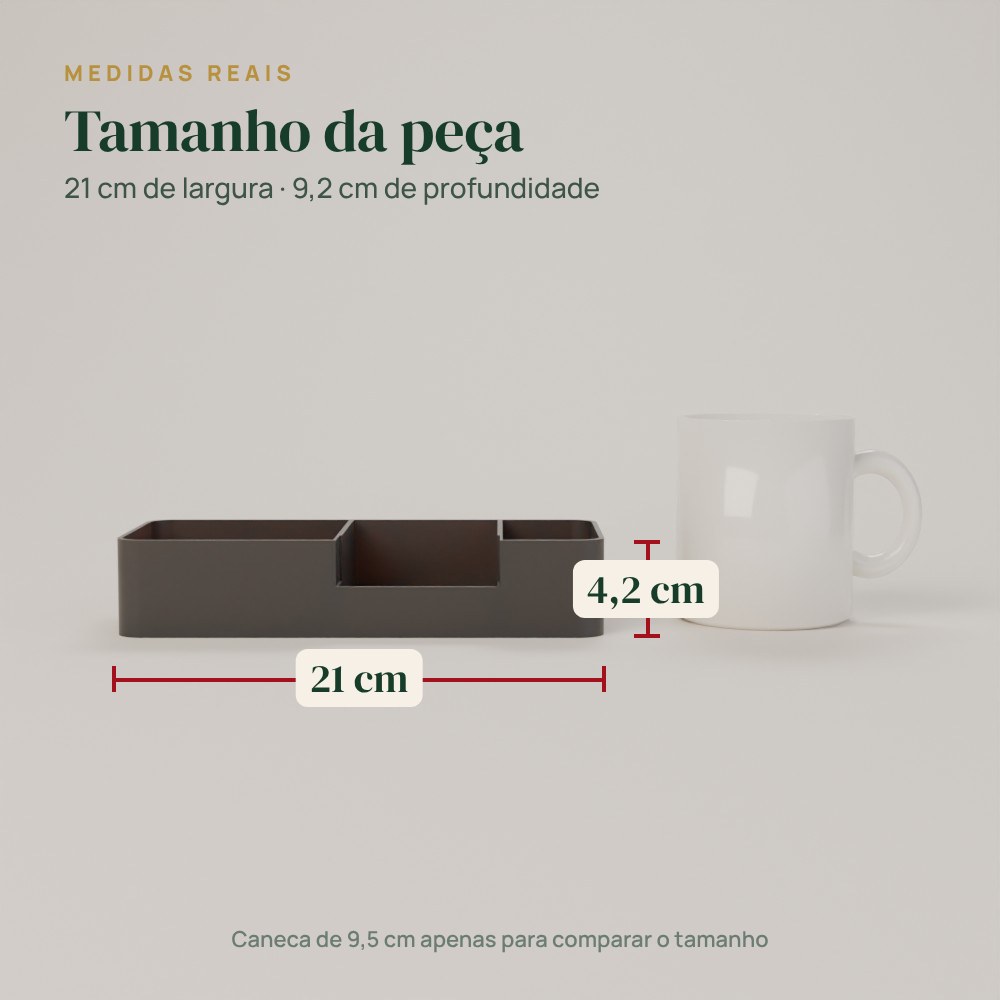 MEDIDAS REAIS
Tamanho da peça
21 cm de largura · 9,2 cm de profundidade
4,2 cm
21 cm
Caneca de 9,5 cm apenas para comparar o tamanho